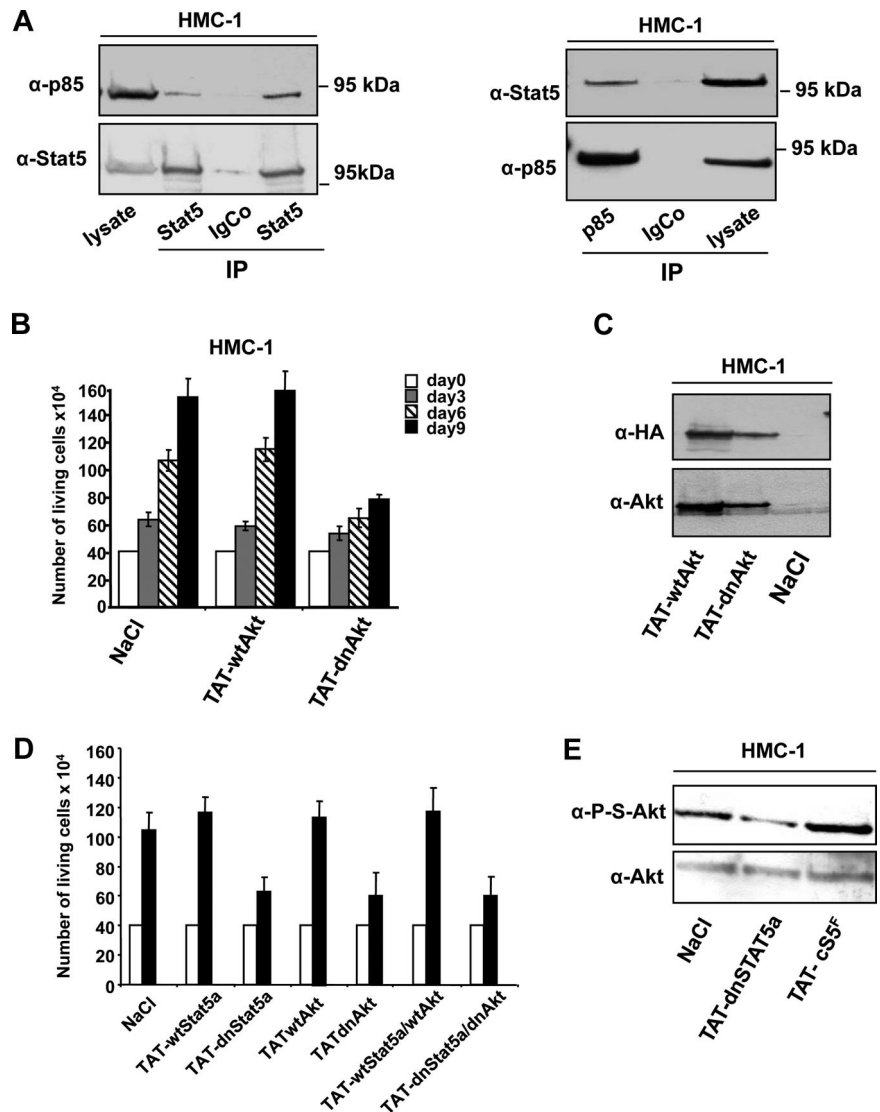 A
HMC-1
α-p85
– 95 kDa
α-Stat5
– 95kDa
lysate
Stat5
IgCo
Stat5
IP
HMC-1
α-Stat5
– 95 kDa
α-p85
– 95 kDa
p85
IgCo
lysate
IP
B
HMC-1
Number of living cells x10⁴
160
140
120
100
80
60
40
20
0
day0
day3
day6
day9
NaCl
TAT-wtAkt
TAT-dnAkt
C
HMC-1
α-HA
α-Akt
TAT-wtAkt
TAT-dnAkt
NaCl
D
Number of living cells x 10⁴
160
140
120
100
80
60
40
20
0
NaCl
TAT-wtStat5a
TAT-dnStat5a
TATwtAkt
TATdnAkt
TAT-wtStat5a/wtAkt
TAT-dnStat5a/dnAkt
E
HMC-1
α-P-S-Akt
α-Akt
NaCl
TAT-dnSTAT5a
TAT- cS5ᶠ